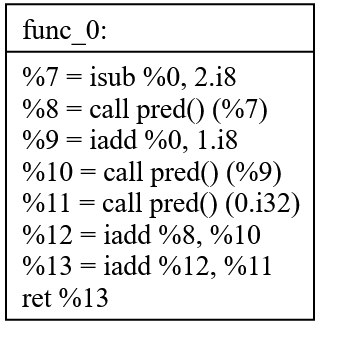 func_0:
%7 = isub %0, 2.i8
%8 = call pred() (%7)
%9 = iadd %0, 1.i8
%10 = call pred() (%9)
%11 = call pred() (0.i32)
%12 = iadd %8, %10
%13 = iadd %12, %11
ret %13